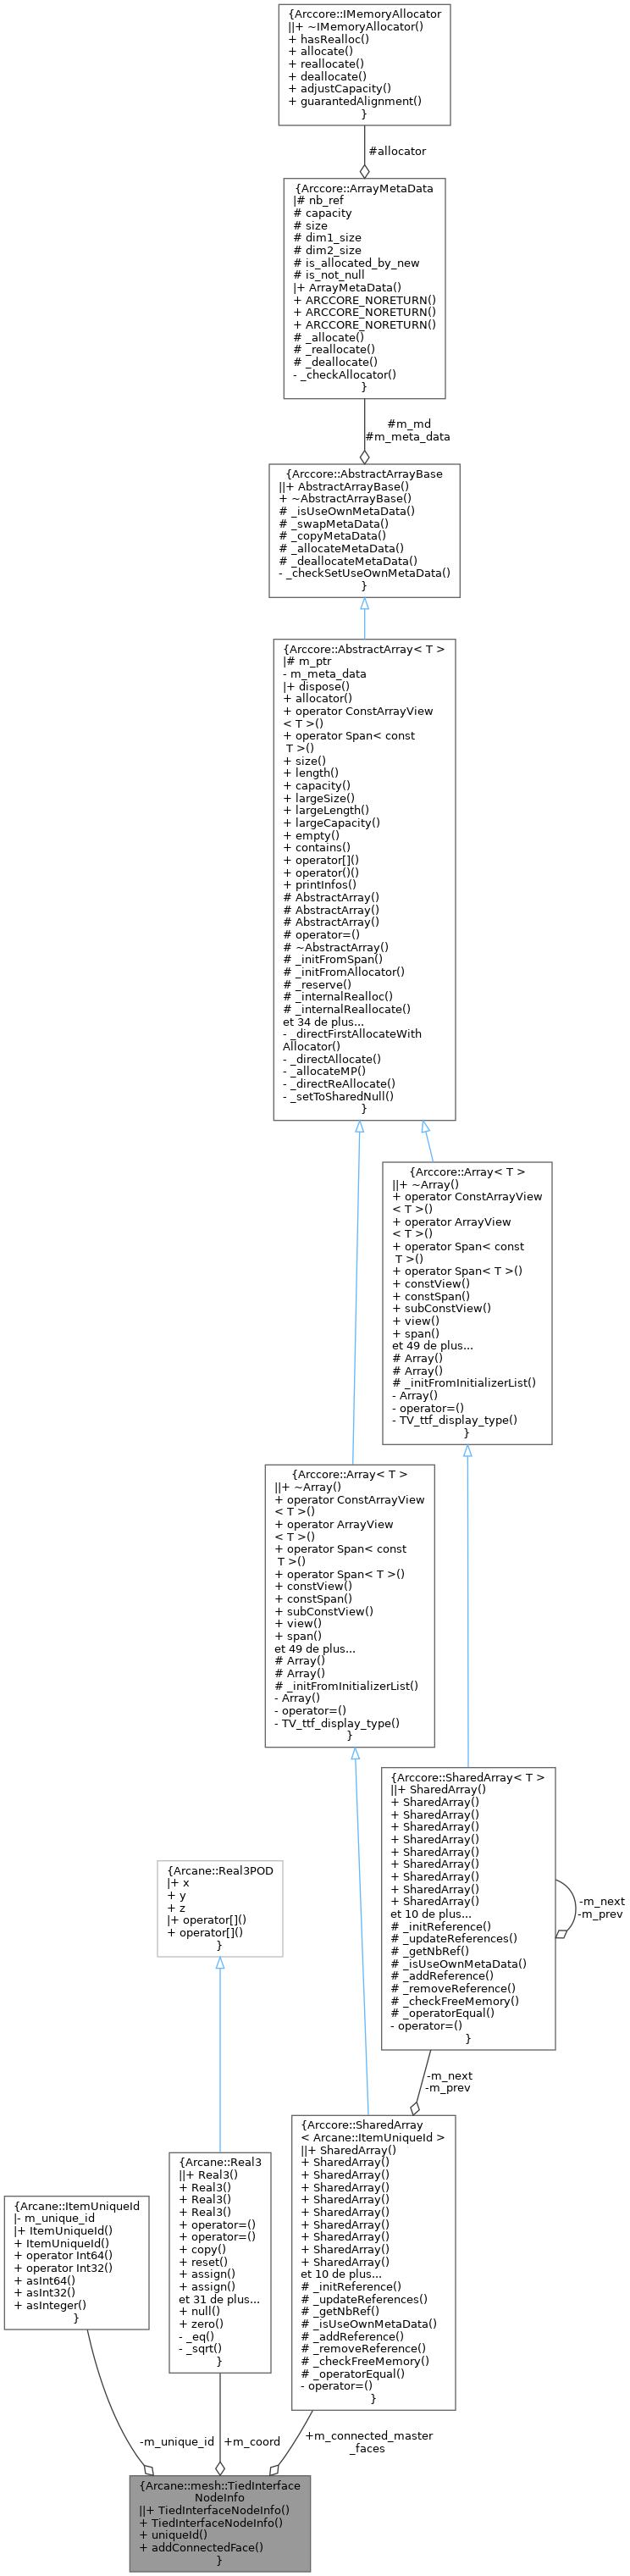 {Arccore::IMemoryAllocator
||+ ~IMemoryAllocator()
+ hasRealloc()
+ allocate()
+ reallocate()
+ deallocate()
+ adjustCapacity()
+ guarantedAlignment()
}
#allocator
{Arccore::ArrayMetaData
|# nb_ref
# capacity
# size
# dim1_size
# dim2_size
# is_allocated_by_new
# is_not_null
|+ ArrayMetaData()
+ ARCCORE_NORETURN()
+ ARCCORE_NORETURN()
+ ARCCORE_NORETURN()
# _allocate()
# _reallocate()
# _deallocate()
- _checkAllocator()
}
#m_md
#m_meta_data
{Arccore::AbstractArrayBase
||+ AbstractArrayBase()
+ ~AbstractArrayBase()
# _isUseOwnMetaData()
# _swapMetaData()
# _copyMetaData()
# _allocateMetaData()
# _deallocateMetaData()
- _checkSetUseOwnMetaData()
}
{Arccore::AbstractArray< T >
|# m_ptr
- m_meta_data
|+ dispose()
+ allocator()
+ operator ConstArrayView
< T >()
+ operator Span< const
 T >()
+ size()
+ length()
+ capacity()
+ largeSize()
+ largeLength()
+ largeCapacity()
+ empty()
+ contains()
+ operator[]()
+ operator()()
+ printInfos()
# AbstractArray()
# AbstractArray()
# AbstractArray()
# operator=()
# ~AbstractArray()
# _initFromSpan()
# _initFromAllocator()
# _reserve()
# _internalRealloc()
# _internalReallocate()
et 34 de plus...
- _directFirstAllocateWith
Allocator()
- _directAllocate()
- _allocateMP()
- _directReAllocate()
- _setToSharedNull()
}
{Arccore::Array< T >
||+ ~Array()
+ operator ConstArrayView
< T >()
+ operator ArrayView
< T >()
+ operator Span< const
 T >()
+ operator Span< T >()
+ constView()
+ constSpan()
+ subConstView()
+ view()
+ span()
et 49 de plus...
# Array()
# Array()
# _initFromInitializerList()
- Array()
- operator=()
- TV_ttf_display_type()
}
{Arccore::Array< T >
||+ ~Array()
+ operator ConstArrayView
< T >()
+ operator ArrayView
< T >()
+ operator Span< const
 T >()
+ operator Span< T >()
+ constView()
+ constSpan()
+ subConstView()
+ view()
+ span()
et 49 de plus...
# Array()
# Array()
# _initFromInitializerList()
- Array()
- operator=()
- TV_ttf_display_type()
}
{Arccore::SharedArray< T >
||+ SharedArray()
+ SharedArray()
+ SharedArray()
+ SharedArray()
+ SharedArray()
+ SharedArray()
+ SharedArray()
+ SharedArray()
+ SharedArray()
+ SharedArray()
et 10 de plus...
# _initReference()
# _updateReferences()
# _getNbRef()
# _isUseOwnMetaData()
# _addReference()
# _removeReference()
# _checkFreeMemory()
# _operatorEqual()
- operator=()
}
-m_next
-m_prev
{Arcane::Real3POD
|+ x
+ y
+ z
|+ operator[]()
+ operator[]()
}
-m_next
-m_prev
{Arccore::SharedArray
< Arcane::ItemUniqueId >
||+ SharedArray()
+ SharedArray()
+ SharedArray()
+ SharedArray()
+ SharedArray()
+ SharedArray()
+ SharedArray()
+ SharedArray()
+ SharedArray()
+ SharedArray()
et 10 de plus...
# _initReference()
# _updateReferences()
# _getNbRef()
# _isUseOwnMetaData()
# _addReference()
# _removeReference()
# _checkFreeMemory()
# _operatorEqual()
- operator=()
}
{Arcane::Real3
||+ Real3()
+ Real3()
+ Real3()
+ Real3()
+ operator=()
+ operator=()
+ copy()
+ reset()
+ assign()
+ assign()
et 31 de plus...
+ null()
+ zero()
- _eq()
- _sqrt()
}
{Arcane::ItemUniqueId
|- m_unique_id
|+ ItemUniqueId()
+ ItemUniqueId()
+ operator Int64()
+ operator Int32()
+ asInt64()
+ asInt32()
+ asInteger()
}
-m_unique_id
+m_coord
+m_connected_master
_faces
{Arcane::mesh::TiedInterface
NodeInfo
||+ TiedInterfaceNodeInfo()
+ TiedInterfaceNodeInfo()
+ uniqueId()
+ addConnectedFace()
}